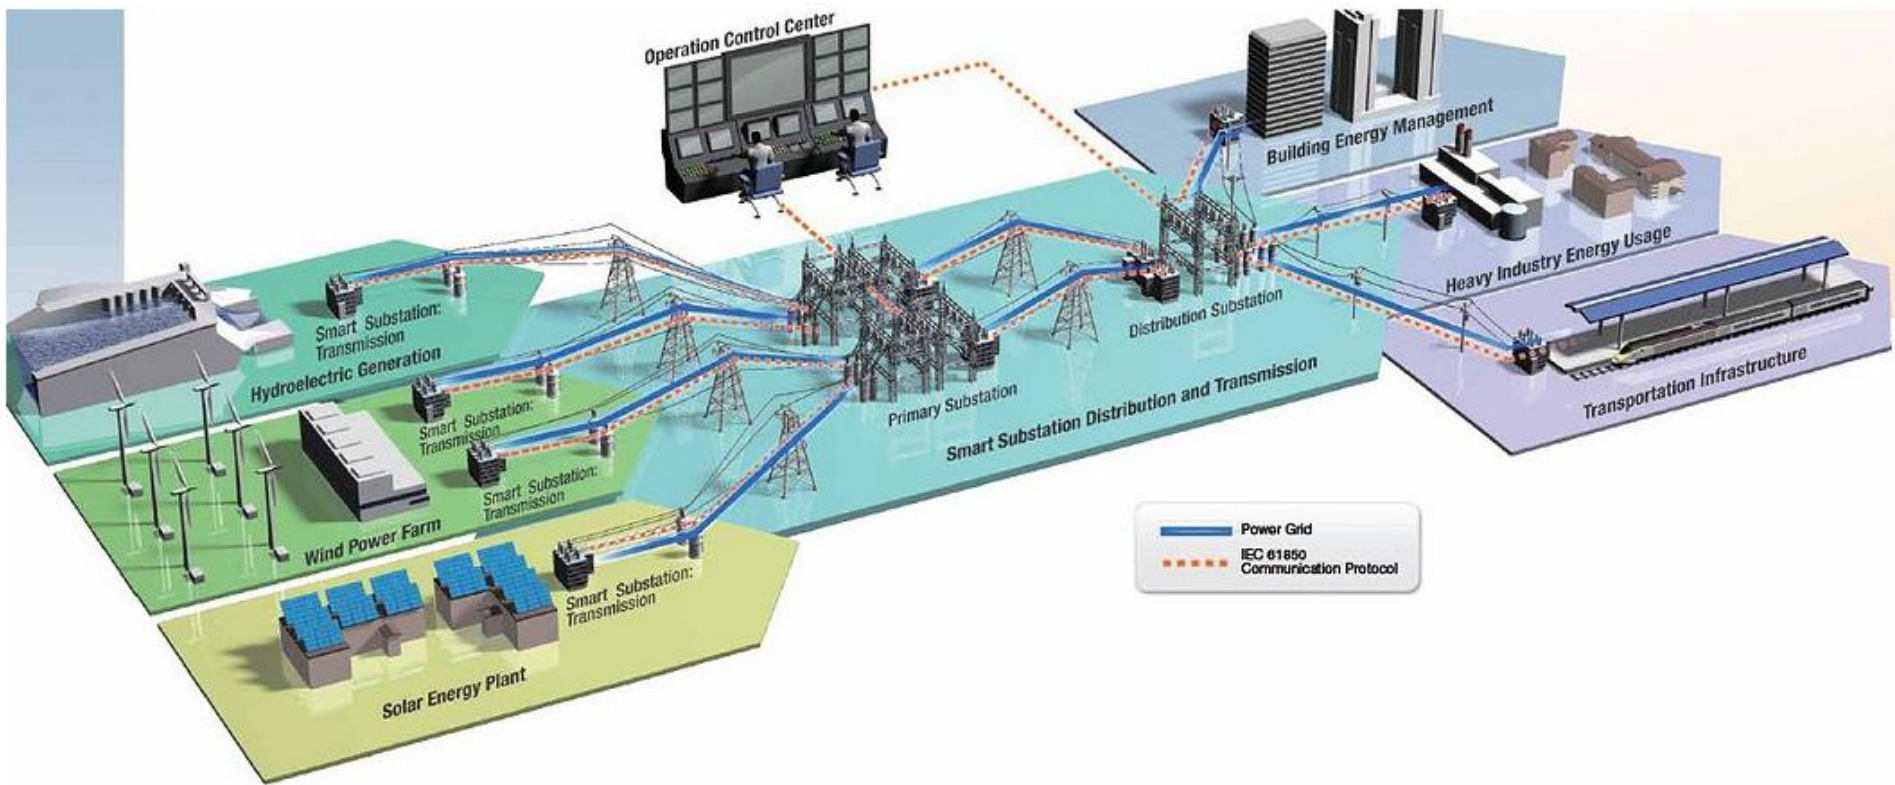 Operation Control Center
Building Energy Management
Heavy Industry Energy Usage
Transportation Infrastructure
Distribution Substation
Primary Substation
Smart Substation Distribution and Transmission
Smart Substation:
Transmission
Hydroelectric Generation
Smart Substation:
Transmission
Smart Substation:
Transmission
Wind Power Farm
Smart Substation:
Transmission
Solar Energy Plant
Power Grid
IEC 61850
Communication Protocol